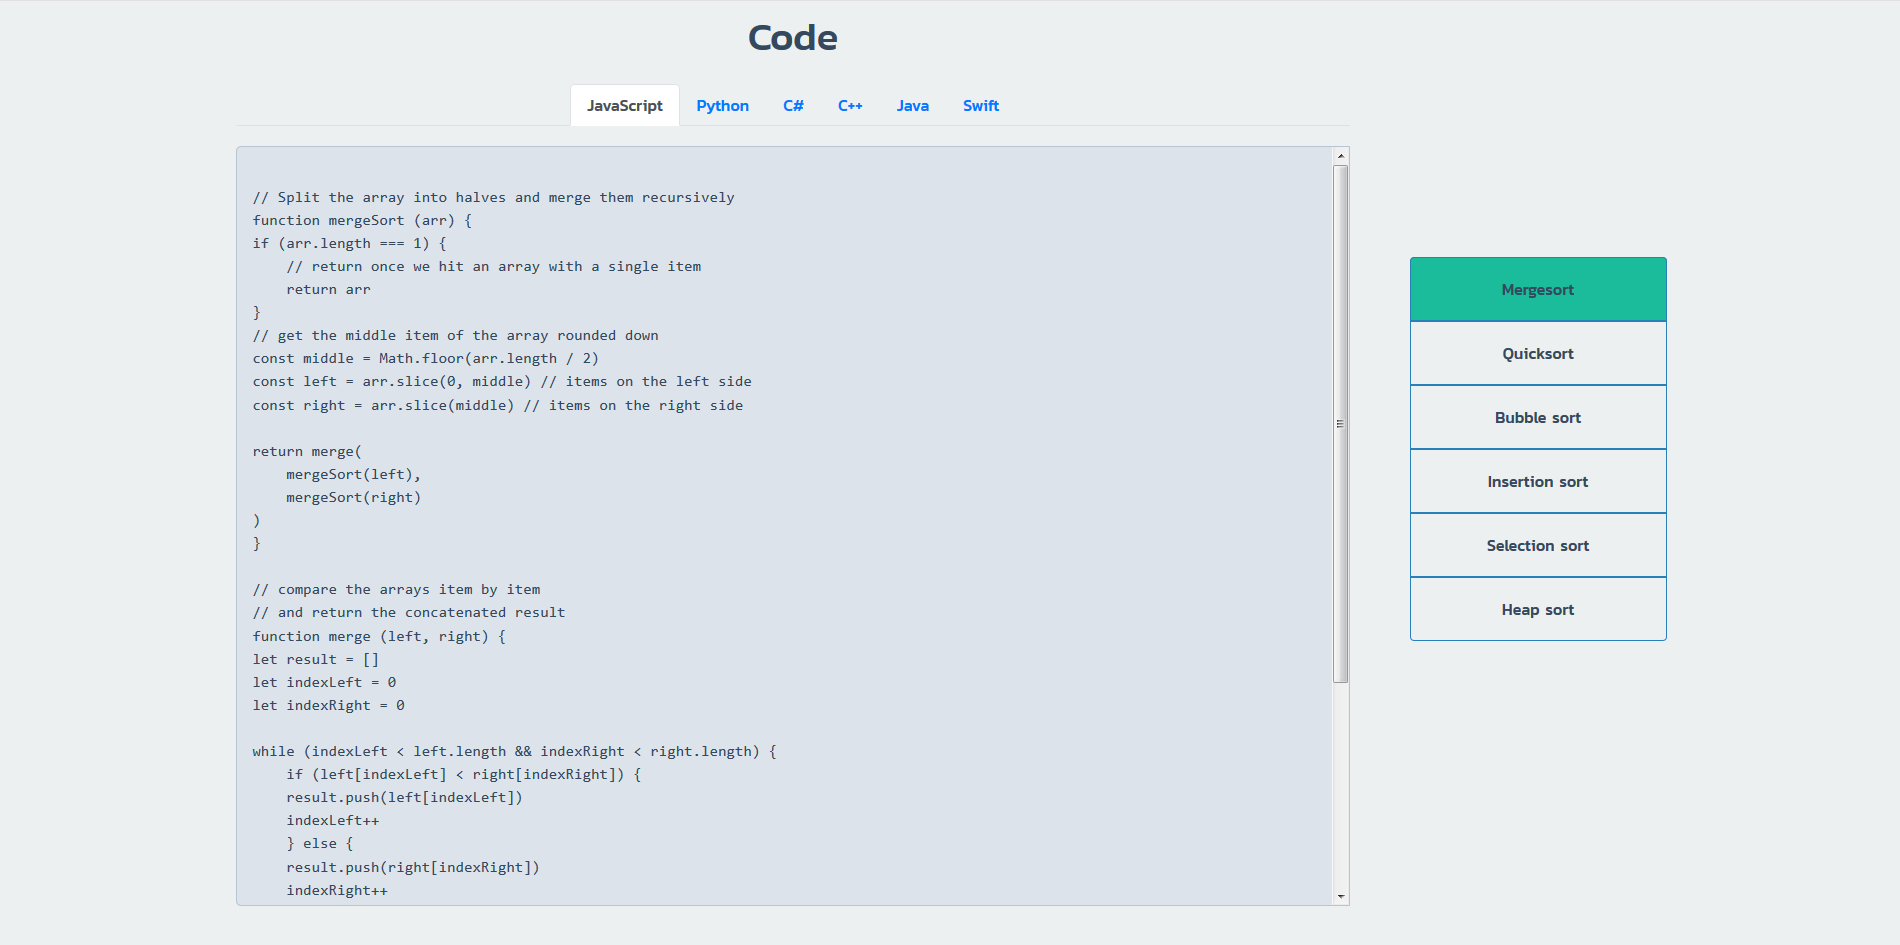 Code
JavaScript Python C# C++ Java Swift
// Split the array into halves and merge them recursively
function mergeSort (arr) {
if (arr.length === 1) {
    // return once we hit an array with a single item
    return arr
}
// get the middle item of the array rounded down
const middle = Math.floor(arr.length / 2)
const left = arr.slice(0, middle) // items on the left side
const right = arr.slice(middle) // items on the right side
return merge(
    mergeSort(left),
    mergeSort(right)
)
}
// compare the arrays item by item
// and return the concatenated result
function merge (left, right) {
let result = []
let indexLeft = 0
let indexRight = 0
while (indexLeft < left.length && indexRight < right.length) {
    if (left[indexLeft] < right[indexRight]) {
    result.push(left[indexLeft])
    indexLeft++
    } else {
    result.push(right[indexRight])
    indexRight++
Mergesort
Quicksort
Bubble sort
Insertion sort
Selection sort
Heap sort